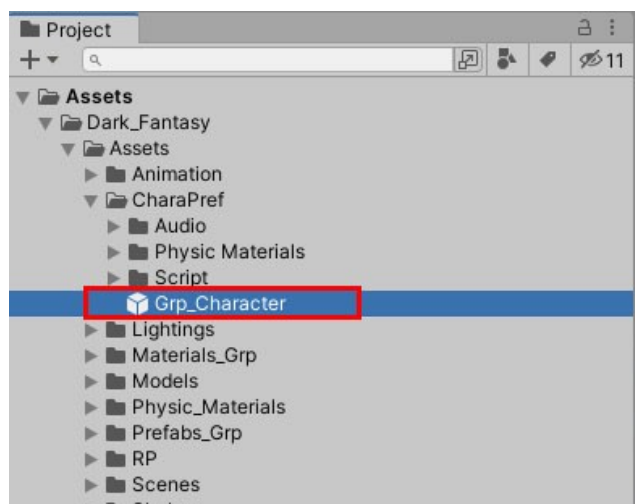 Project
11
Assets
Dark_Fantasy
Assets
Animation
CharaPref
Audio
Physic Materials
Script
Grp_Character
Lightings
Materials_Grp
Models
Physic_Materials
Prefabs_Grp
RP
Scenes